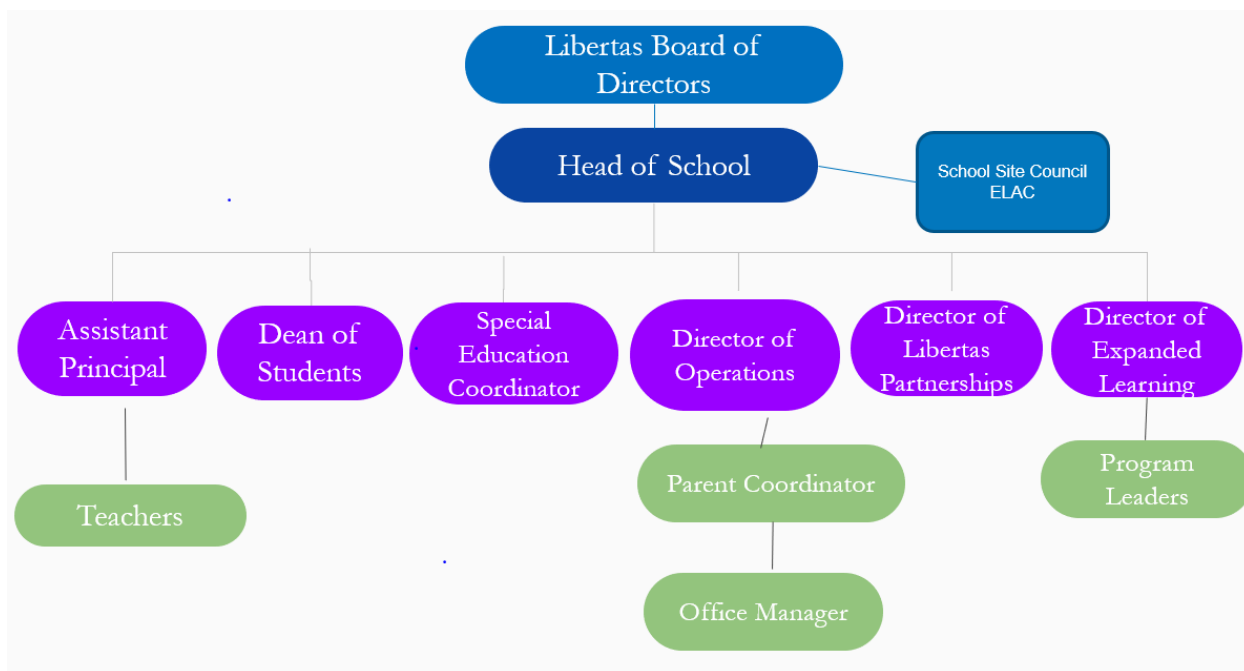 Libertas Board of
Directors
Head of School
School Site Council
ELAC
Assistant
Principal
Dean of
Students
Special
Education
Coordinator
Director of
Operations
Director of
Libertas
Partnerships
Director of
Expanded
Learning
Teachers
Parent Coordinator
Program
Leaders
Office Manager